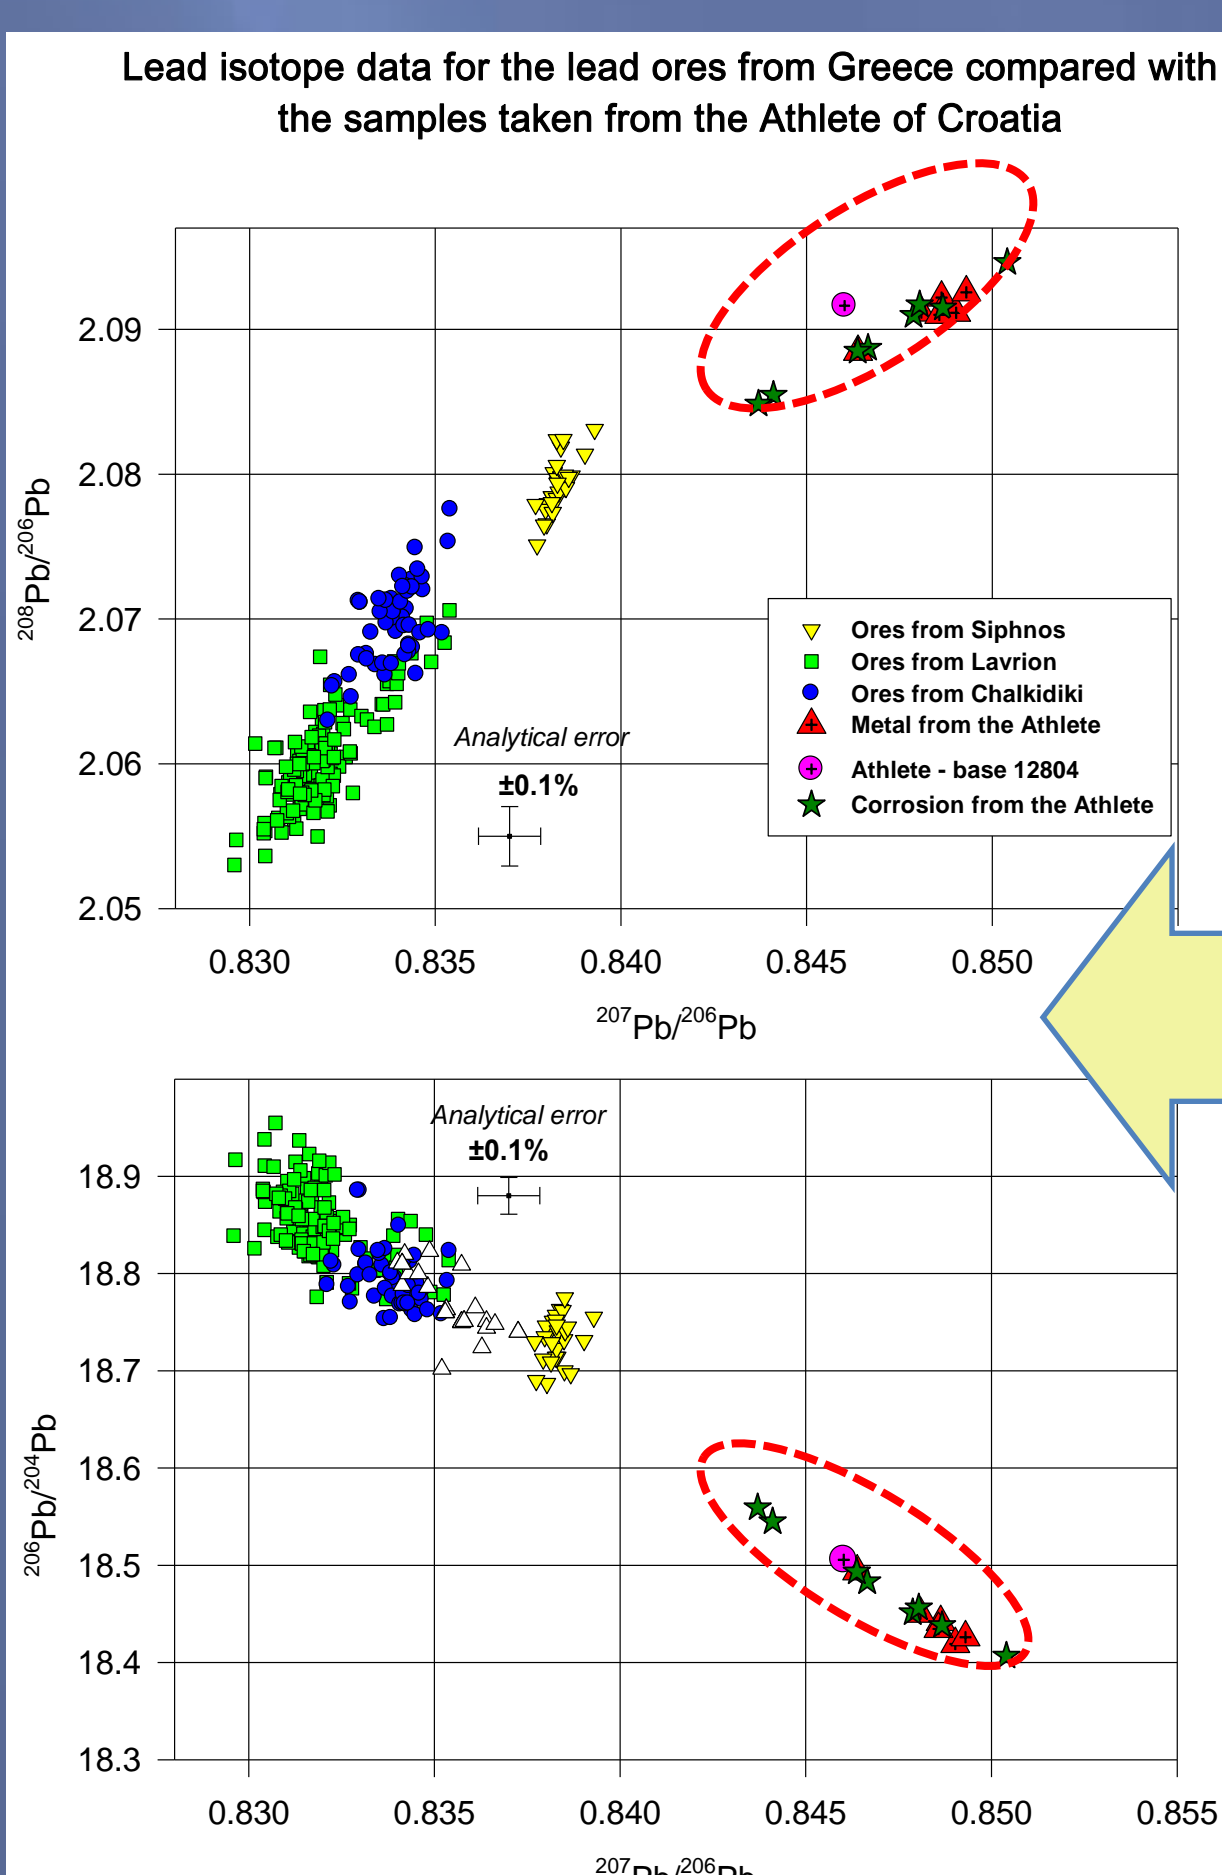 Lead isotope data for the lead ores from Greece compared with
the samples taken from the Athlete of Croatia
2.09
2.08
2.07
2.06
2.05
208Pb/206Pb
Ores from Siphnos
Ores from Lavrion
Ores from Chalkidiki
Metal from the Athlete
Athlete - base 12804
Corrosion from the Athlete
Analytical error
±0.1%
0.830 0.835 0.840 0.845 0.850
207Pb/206Pb
Analytical error
±0.1%
18.9
18.8
18.7
18.6
18.5
18.4
18.3
206Pb/204Pb
0.830 0.835 0.840 0.845 0.850 0.855
207Pb/206Pb